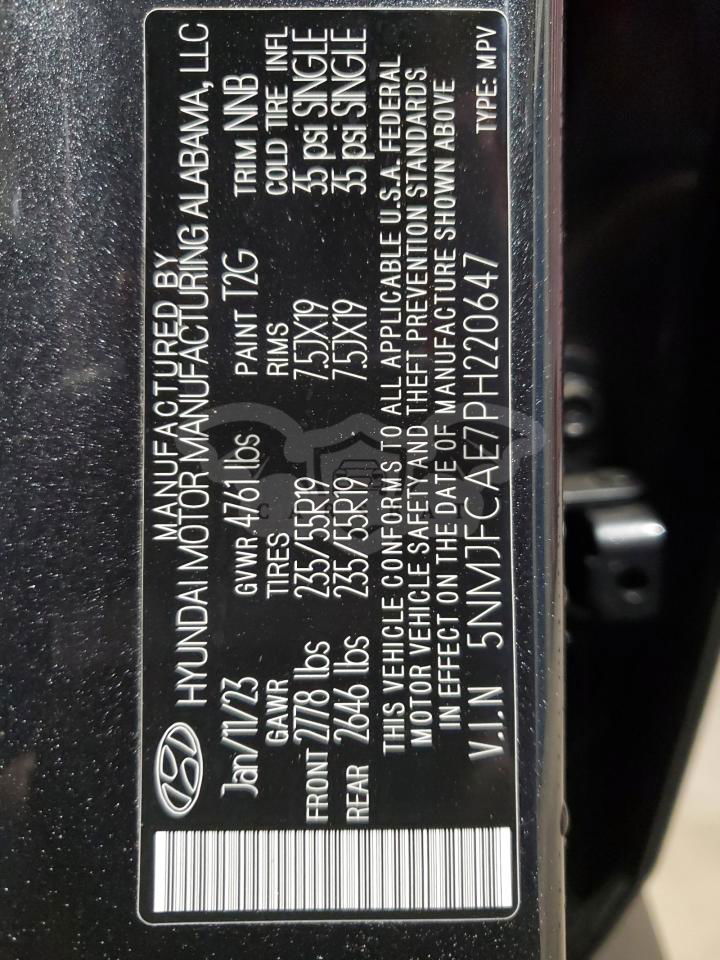 MANUFACTURED BY
HYUNDAI MOTOR MANUFACTURING ALABAMA, LLC
Jan/11/23 GVWR 4761 lbs PAINT T2G TRIM NNB
GAWR TIRES RIMS COLD TIRE INFL
FRONT 2778 lbs 235/55R19 7.5JX19 35 psi SINGLE
REAR 2646 lbs 235/55R19 7.5JX19 35 psi SINGLE
THIS VEHICLE CONFORMS TO ALL APPLICABLE U.S.A. FEDERAL
MOTOR VEHICLE SAFETY AND THEFT PREVENTION STANDARDS
IN EFFECT ON THE DATE OF MANUFACTURE SHOWN ABOVE
V.I.N 5NMJFCAE7PH220647 TYPE: MPV